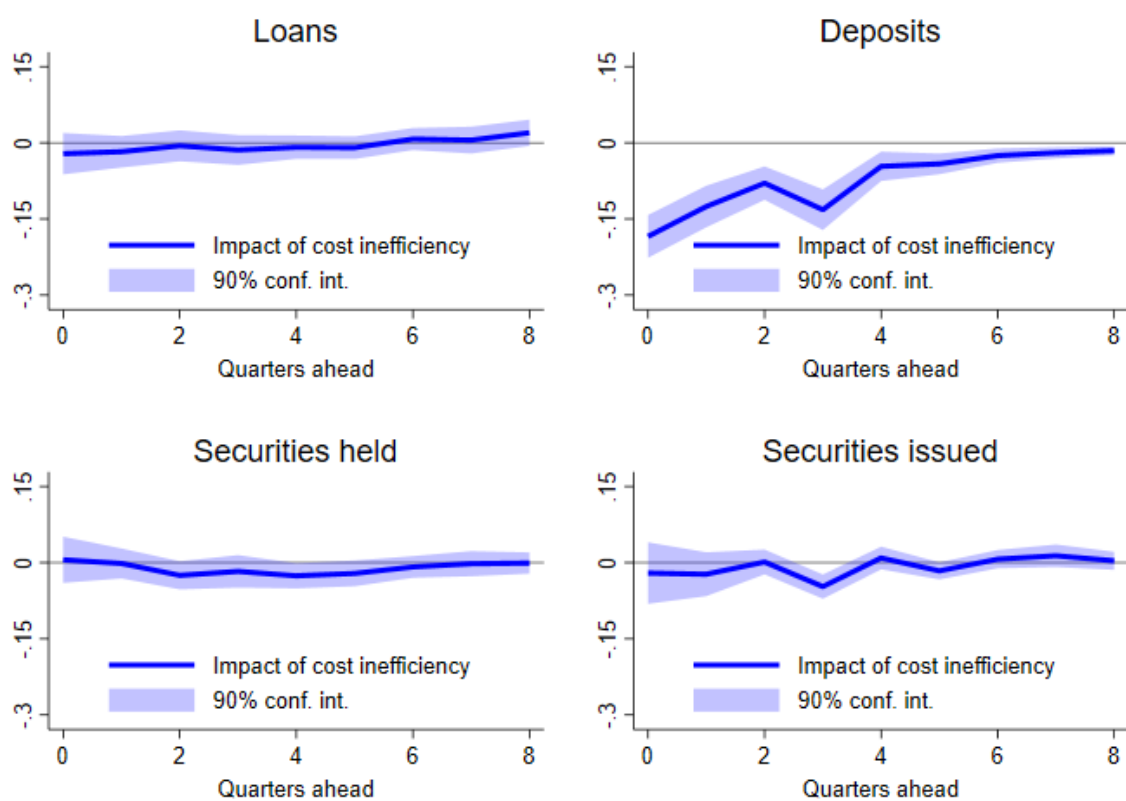 Loans
.15
0
-.15
-.3
Impact of cost inefficiency
90% conf. int.
0 2 4 6 8
Quarters ahead
Deposits
.15
0
-.15
-.3
Impact of cost inefficiency
90% conf. int.
0 2 4 6 8
Quarters ahead
Securities held
.15
0
-.15
-.3
Impact of cost inefficiency
90% conf. int.
0 2 4 6 8
Quarters ahead
Securities issued
.15
0
-.15
-.3
Impact of cost inefficiency
90% conf. int.
0 2 4 6 8
Quarters ahead